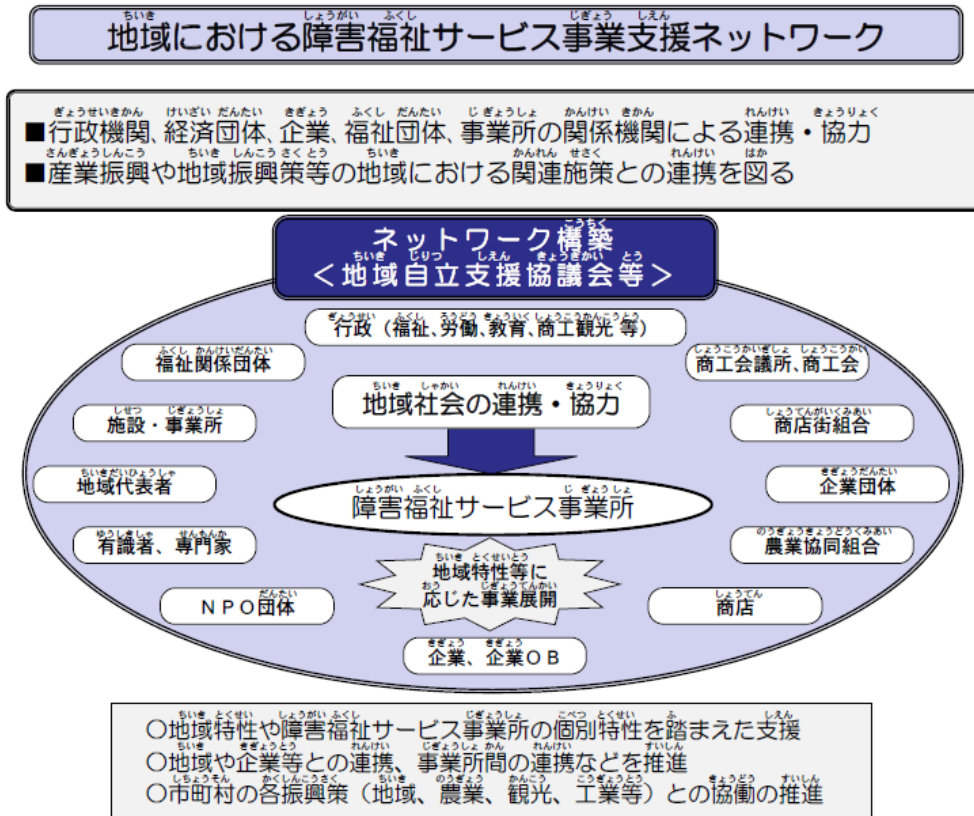 地域における障害福祉サービス事業支援ネットワーク
■行政機関、経済団体、企業、福祉団体、事業所の関係機関による連携・協力
■産業振興や地域振興策等の地域における関連施策との連携を図る
ネットワーク構築
＜地域自立支援協議会等＞
行政（福祉、労働、教育、商工観光 等）
福祉関係団体
商工会議所、商工会
地域社会の連携・協力
施設・事業所
商店街組合
地域代表者
企業団体
障害福祉サービス事業所
有識者、専門家
農業協同組合
地域特性等に
応じた事業展開
ＮＰＯ団体
商店
企業、企業ＯＢ
○地域特性や障害福祉サービス事業所の個別特性を踏まえた支援
○地域や企業等との連携、事業所間の連携などを推進
○市町村の各振興策（地域、農業、観光、工業等）との協働の推進